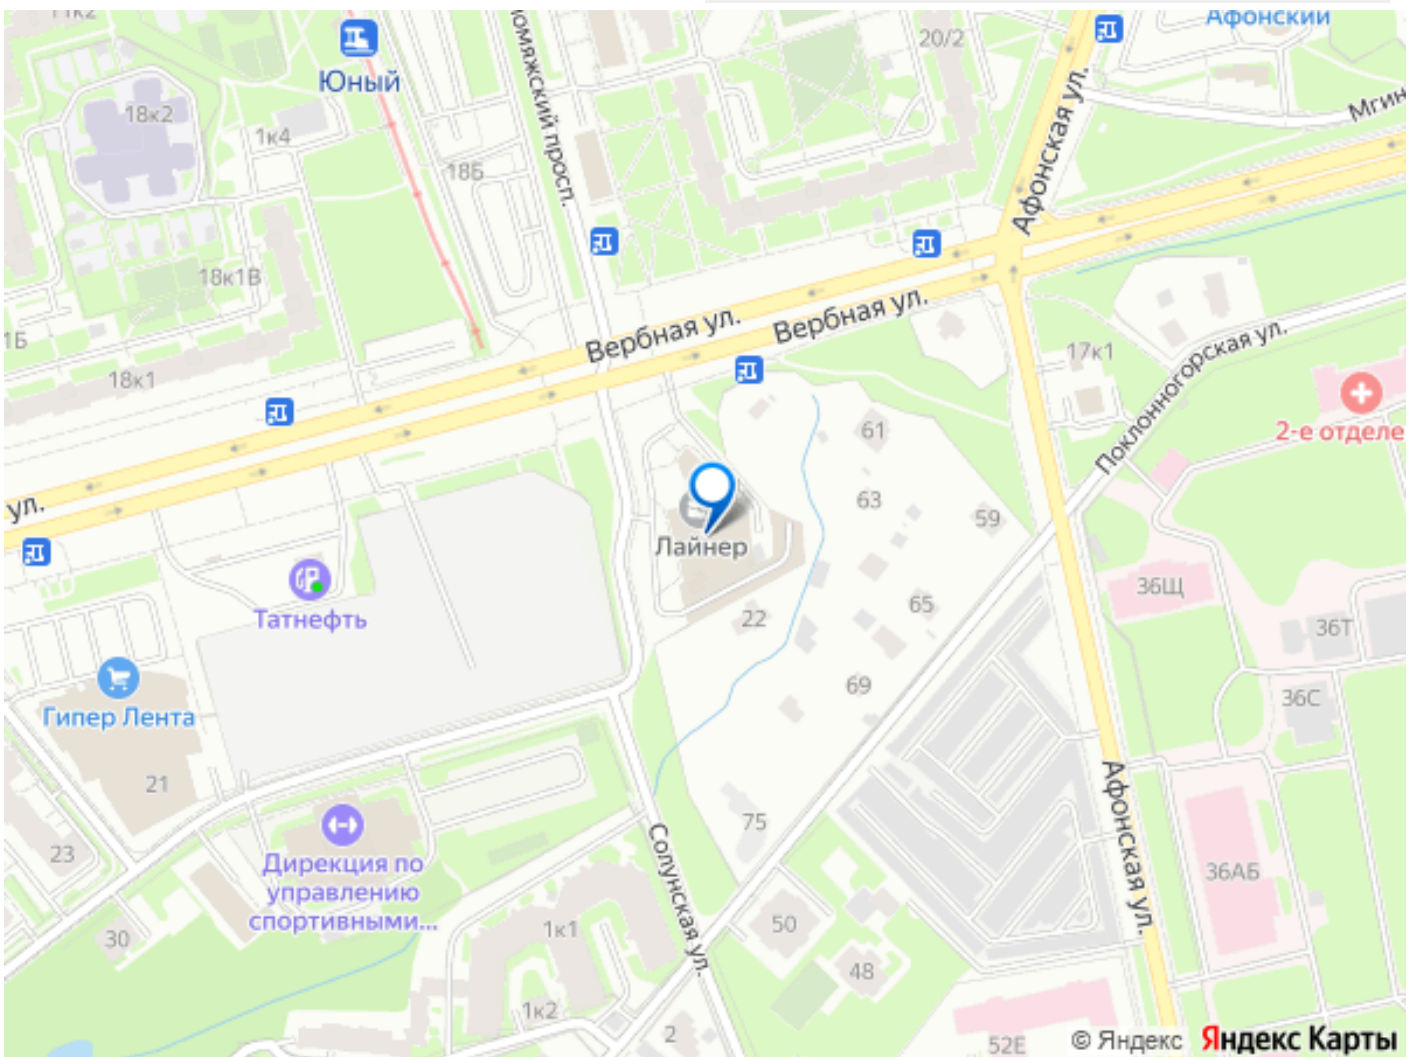 11к2
Юный
18к2
1к4
18Б
омяжский просп.
20/2
Афонский
Афонская ул.
Мгин
18к1В
1Б
18к1
Вербная ул.
Вербная ул.
17к1
Поклонногорская ул.
2-е отделе
61
63
59
ул.
Лайнер
Татнефть
22
65
36Щ
36Т
69
36С
Гипер Лента
21
75
Афонская ул.
23
Дирекция по
управлению
спортивными...
Солунская ул.
36АБ
30
1к1
50
48
1к2
2
52Е
© Яндекс Яндекс Карты